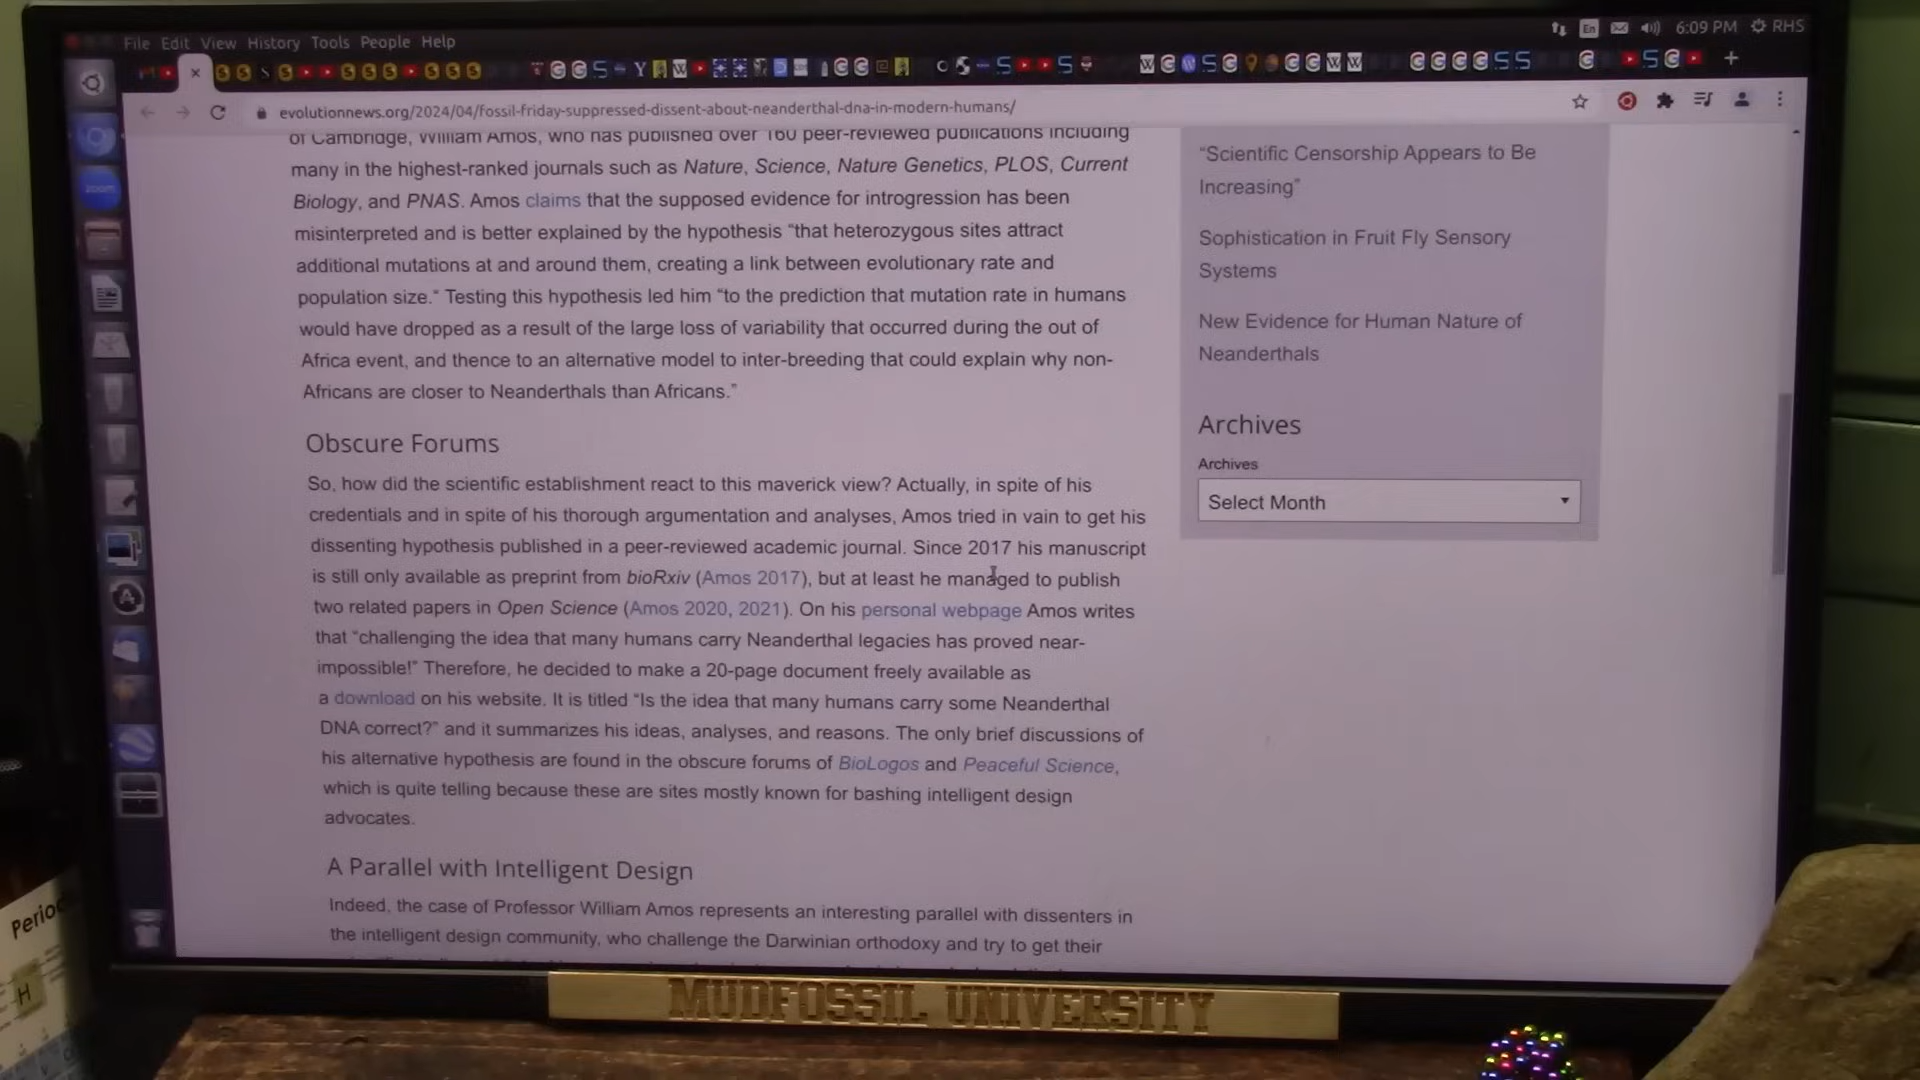 File Edit View History Tools People Help
En
6:09 PM RHS
evolutionnews.org/2024/04/fossil-friday-suppressed-dissent-about-neanderthal-dna-in-modern-humans/
zoom
of Cambridge, William Amos, who has published over 160 peer-reviewed publications including
many in the highest-ranked journals such as Nature, Science, Nature Genetics, PLOS, Current
Biology, and PNAS. Amos claims that the supposed evidence for introgression has been
misinterpreted and is better explained by the hypothesis “that heterozygous sites attract
additional mutations at and around them, creating a link between evolutionary rate and
population size.” Testing this hypothesis led him “to the prediction that mutation rate in humans
would have dropped as a result of the large loss of variability that occurred during the out of
Africa event, and thence to an alternative model to inter-breeding that could explain why non-
Africans are closer to Neanderthals than Africans.”
Obscure Forums
So, how did the scientific establishment react to this maverick view? Actually, in spite of his
credentials and in spite of his thorough argumentation and analyses, Amos tried in vain to get his
dissenting hypothesis published in a peer-reviewed academic journal. Since 2017 his manuscript
is still only available as preprint from bioRxiv (Amos 2017), but at least he managed to publish
two related papers in Open Science (Amos 2020, 2021). On his personal webpage Amos writes
that “challenging the idea that many humans carry Neanderthal legacies has proved near-
impossible!” Therefore, he decided to make a 20-page document freely available as
a download on his website. It is titled “Is the idea that many humans carry some Neanderthal
DNA correct?” and it summarizes his ideas, analyses, and reasons. The only brief discussions of
his alternative hypothesis are found in the obscure forums of BioLogos and Peaceful Science,
which is quite telling because these are sites mostly known for bashing intelligent design
advocates.
A Parallel with Intelligent Design
Indeed, the case of Professor William Amos represents an interesting parallel with dissenters in
the intelligent design community, who challenge the Darwinian orthodoxy and try to get their
“Scientific Censorship Appears to Be
Increasing”
Sophistication in Fruit Fly Sensory
Systems
New Evidence for Human Nature of
Neanderthals
Archives
Archives
Select Month
MUDFOSSIL UNIVERSITY
H